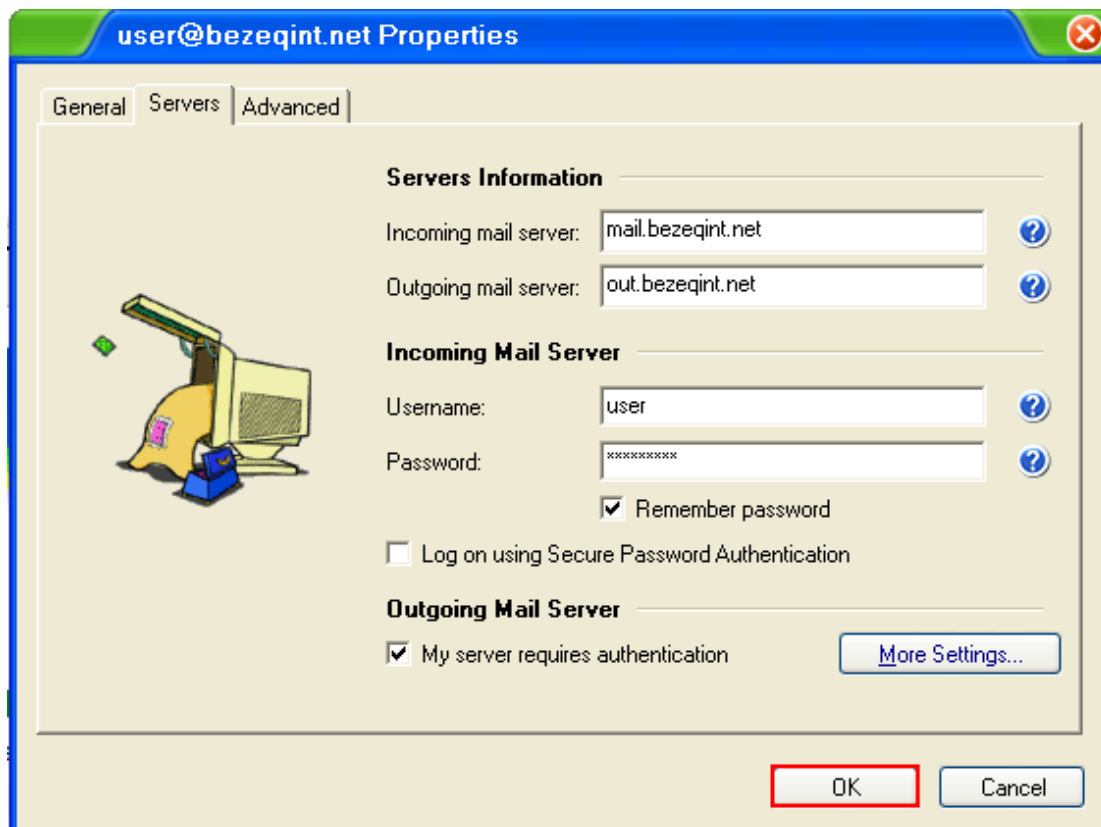 user@bezeqint.net Properties
General Servers Advanced
Servers Information
Incoming mail server: mail.bezeqint.net
Outgoing mail server: out.bezeqint.net
Incoming Mail Server
Username: user
Password: ×××××××××
Remember password
Log on using Secure Password Authentication
Outgoing Mail Server
My server requires authentication More Settings...
OK Cancel